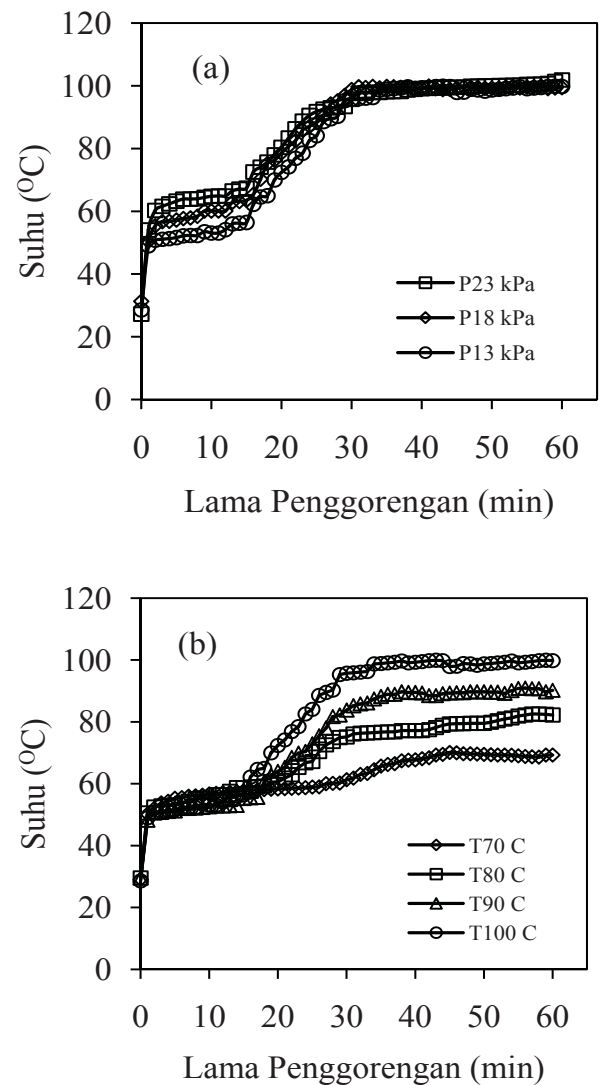 120
(a)
100
80
60
40
20
0
Suhu (ᴼC)
P23 kPa
P18 kPa
P13 kPa
0 10 20 30 40 50 60
Lama Penggorengan (min)
120
(b)
100
80
60
40
20
0
Suhu (ᴼC)
T70 C
T80 C
T90 C
T100 C
0 10 20 30 40 50 60
Lama Penggorengan (min)